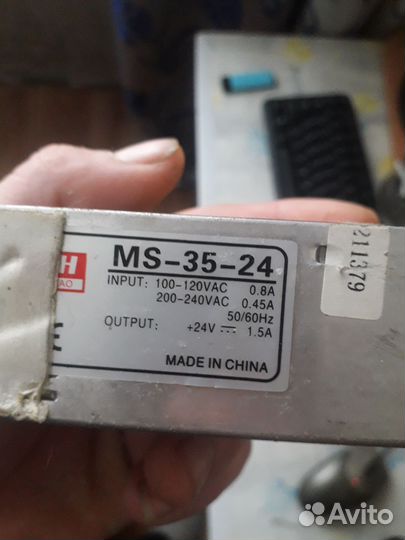 H
AO
MS-35-24
INPUT: 100-120VAC 0.8A
200-240VAC 0.45A
50/60Hz
OUTPUT: +24V ⎓ 1.5A
MADE IN CHINA
211379
Avito